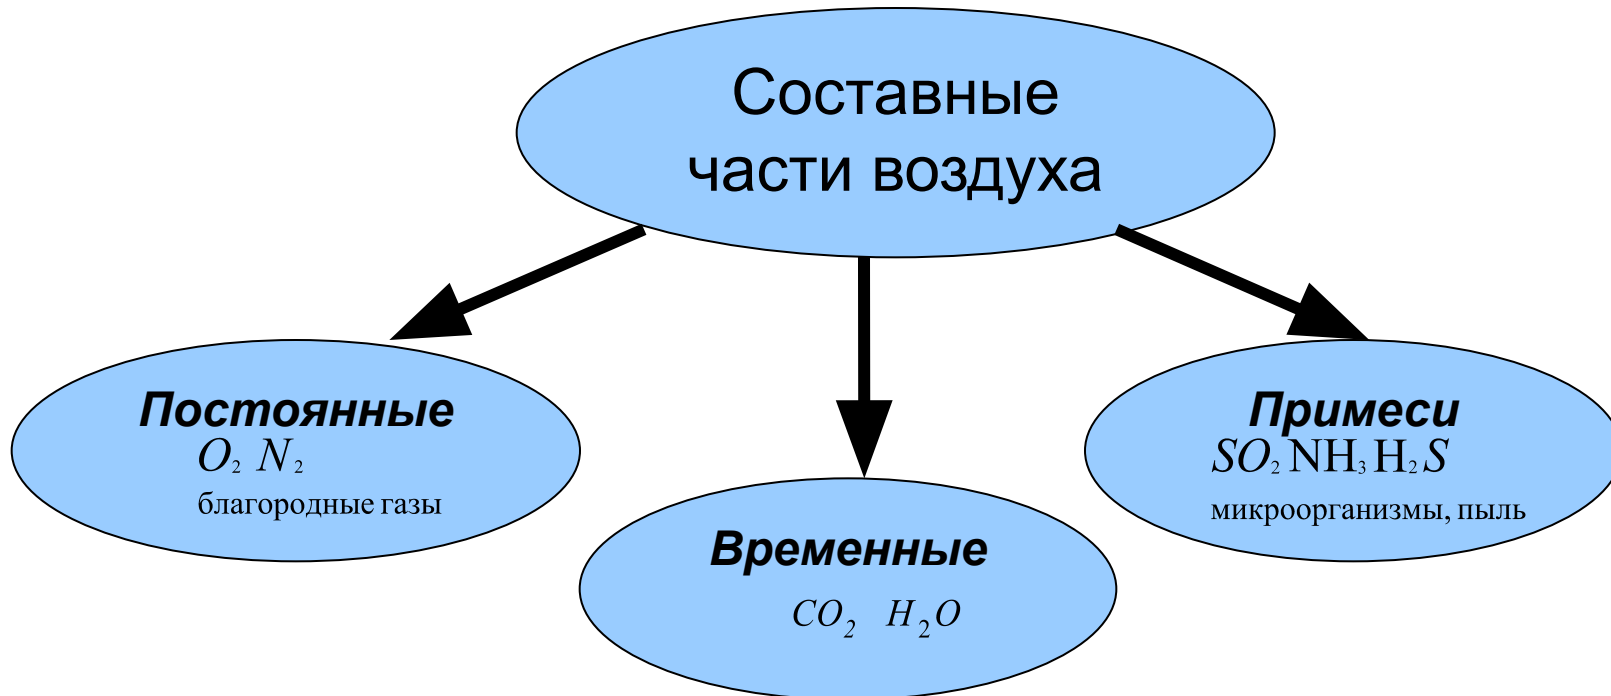 Составные
части воздуха
Постоянные
O₂ N₂
благородные газы
Временные
CO₂ H₂O
Примеси
SO₂ NH₃ H₂S
микроорганизмы, пыль